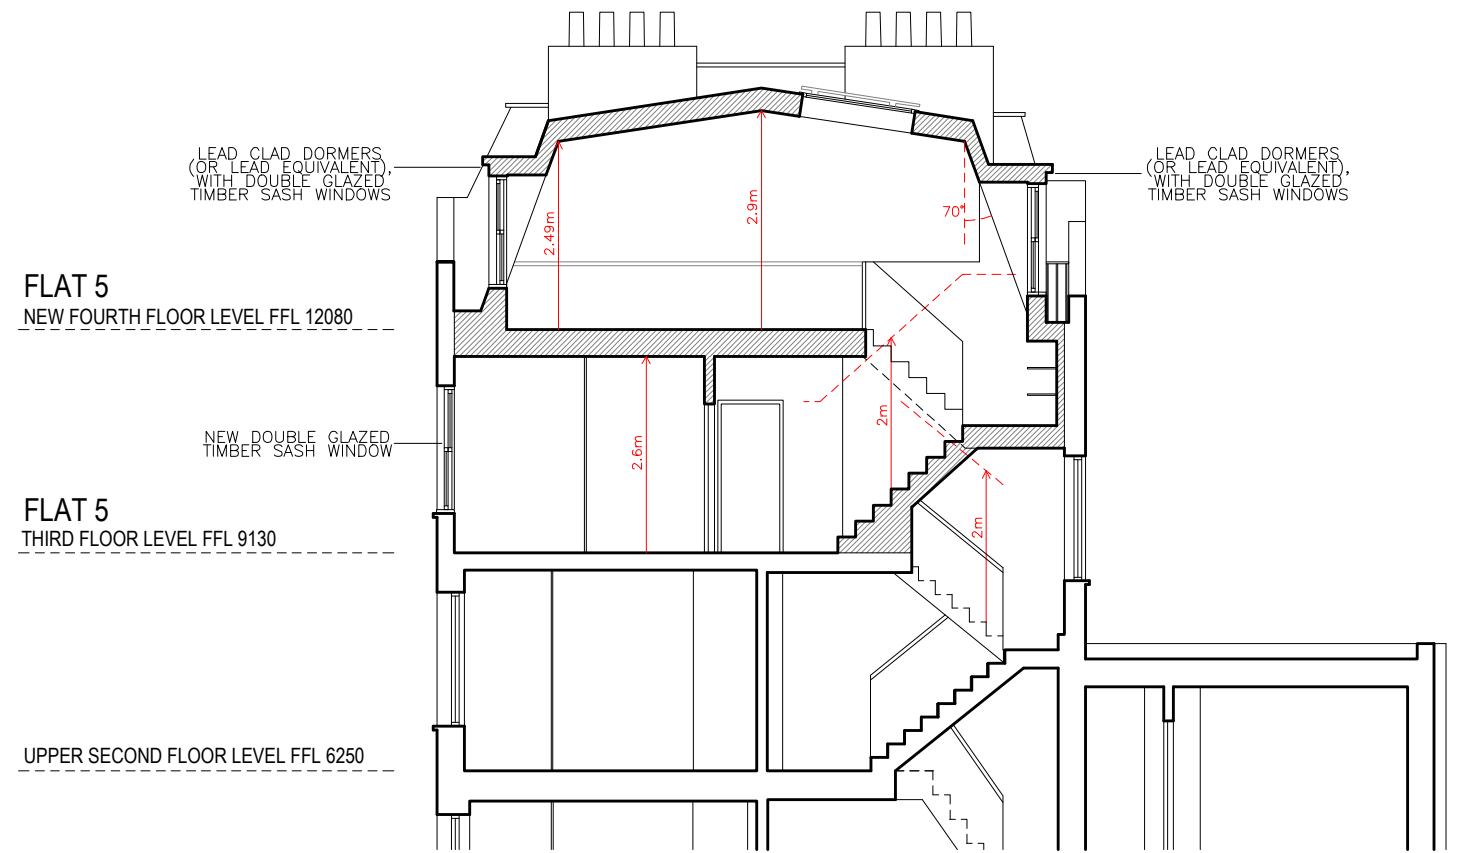 LEAD CLAD DORMERS
(OR LEAD EQUIVALENT),
WITH DOUBLE GLAZED
TIMBER SASH WINDOWS
LEAD CLAD DORMERS
(OR LEAD EQUIVALENT),
WITH DOUBLE GLAZED
TIMBER SASH WINDOWS
2.49m
2.9m
70°
FLAT 5
NEW FOURTH FLOOR LEVEL FFL 12080
NEW DOUBLE GLAZED
TIMBER SASH WINDOW
2.6m
2m
FLAT 5
THIRD FLOOR LEVEL FFL 9130
2m
UPPER SECOND FLOOR LEVEL FFL 6250